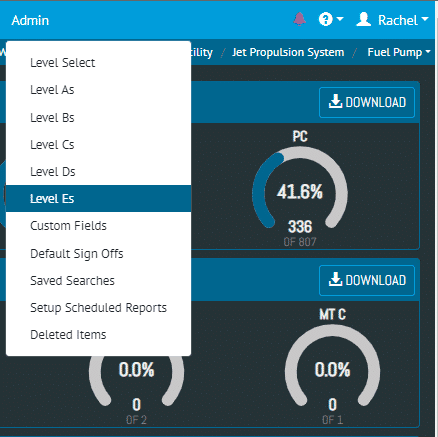 Admin
Rachel
cility / Jet Propulsion System / Fuel Pump
Level Select
Level As
Level Bs
Level Cs
Level Ds
Level Es
Custom Fields
Default Sign Offs
Saved Searches
Setup Scheduled Reports
Deleted Items
DOWNLOAD
PC
41.6%
336
OF 807
DOWNLOAD
MT C
0.0%
0
OF 2
0.0%
0
OF 1